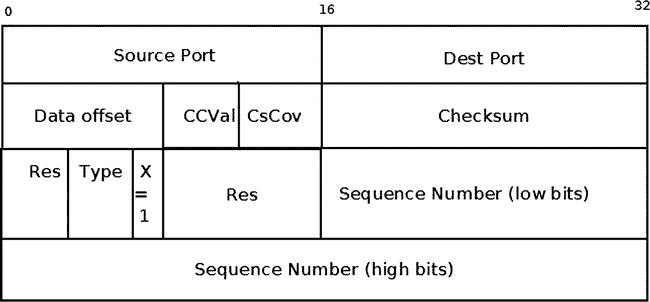 0 16 32
Source Port Dest Port
Data offset CCVal CsCov Checksum
Res Type X
=
1
Res Sequence Number (low bits)
Sequence Number (high bits)